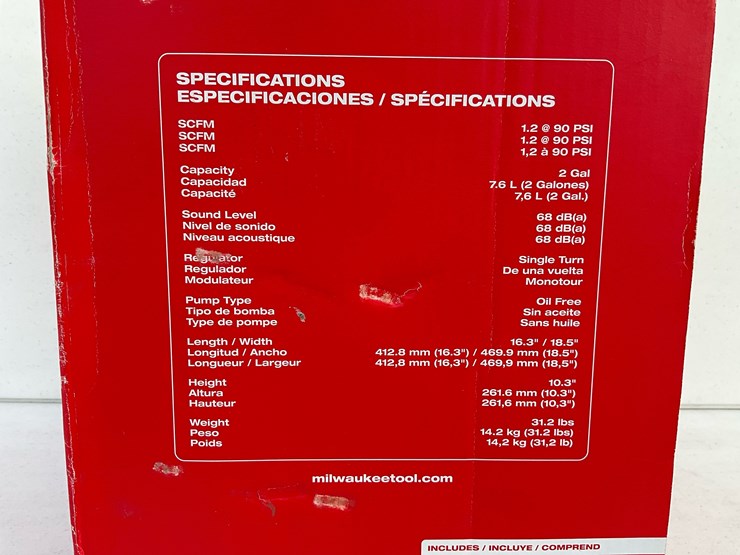 SPECIFICATIONS
ESPECIFICACIONES / SPÉCIFICATIONS
SCFM 1.2 @ 90 PSI
SCFM 1.2 @ 90 PSI
SCFM 1,2 à 90 PSI
Capacity 2 Gal
Capacidad 7.6 L (2 Galones)
Capacité 7,6 L (2 Gal.)
Sound Level 68 dB(a)
Nivel de sonido 68 dB(a)
Niveau acoustique 68 dB(a)
Regulator Single Turn
Regulador De una vuelta
Modulateur Monotour
Pump Type Oil Free
Tipo de bomba Sin aceite
Type de pompe Sans huile
Length / Width 16.3" / 18.5"
Longitud / Ancho 412.8 mm (16.3") / 469.9 mm (18.5")
Longueur / Largeur 412,8 mm (16,3") / 469,9 mm (18,5")
Height 10.3"
Altura 261.6 mm (10.3")
Hauteur 261,6 mm (10,3")
Weight 31.2 lbs
Peso 14.2 kg (31.2 lbs)
Poids 14,2 kg (31,2 lb)
milwaukeetool.com
INCLUDES / INCLUYE / COMPREND